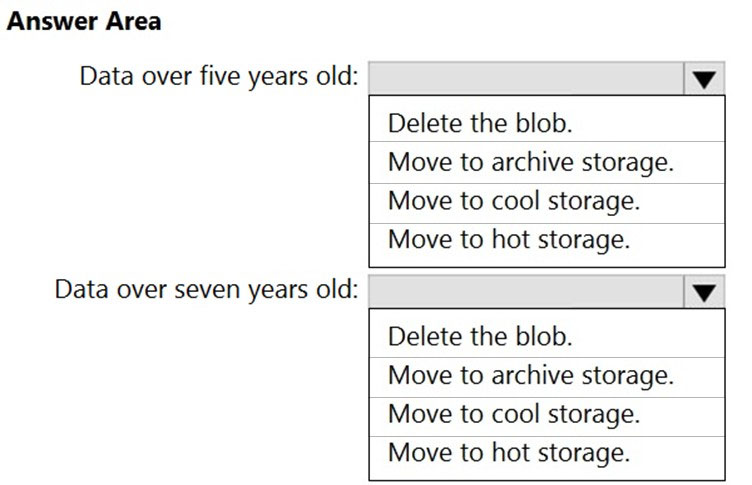 Answer Area
Data over five years old:
Delete the blob.
Move to archive storage.
Move to cool storage.
Move to hot storage.
Data over seven years old:
Delete the blob.
Move to archive storage.
Move to cool storage.
Move to hot storage.